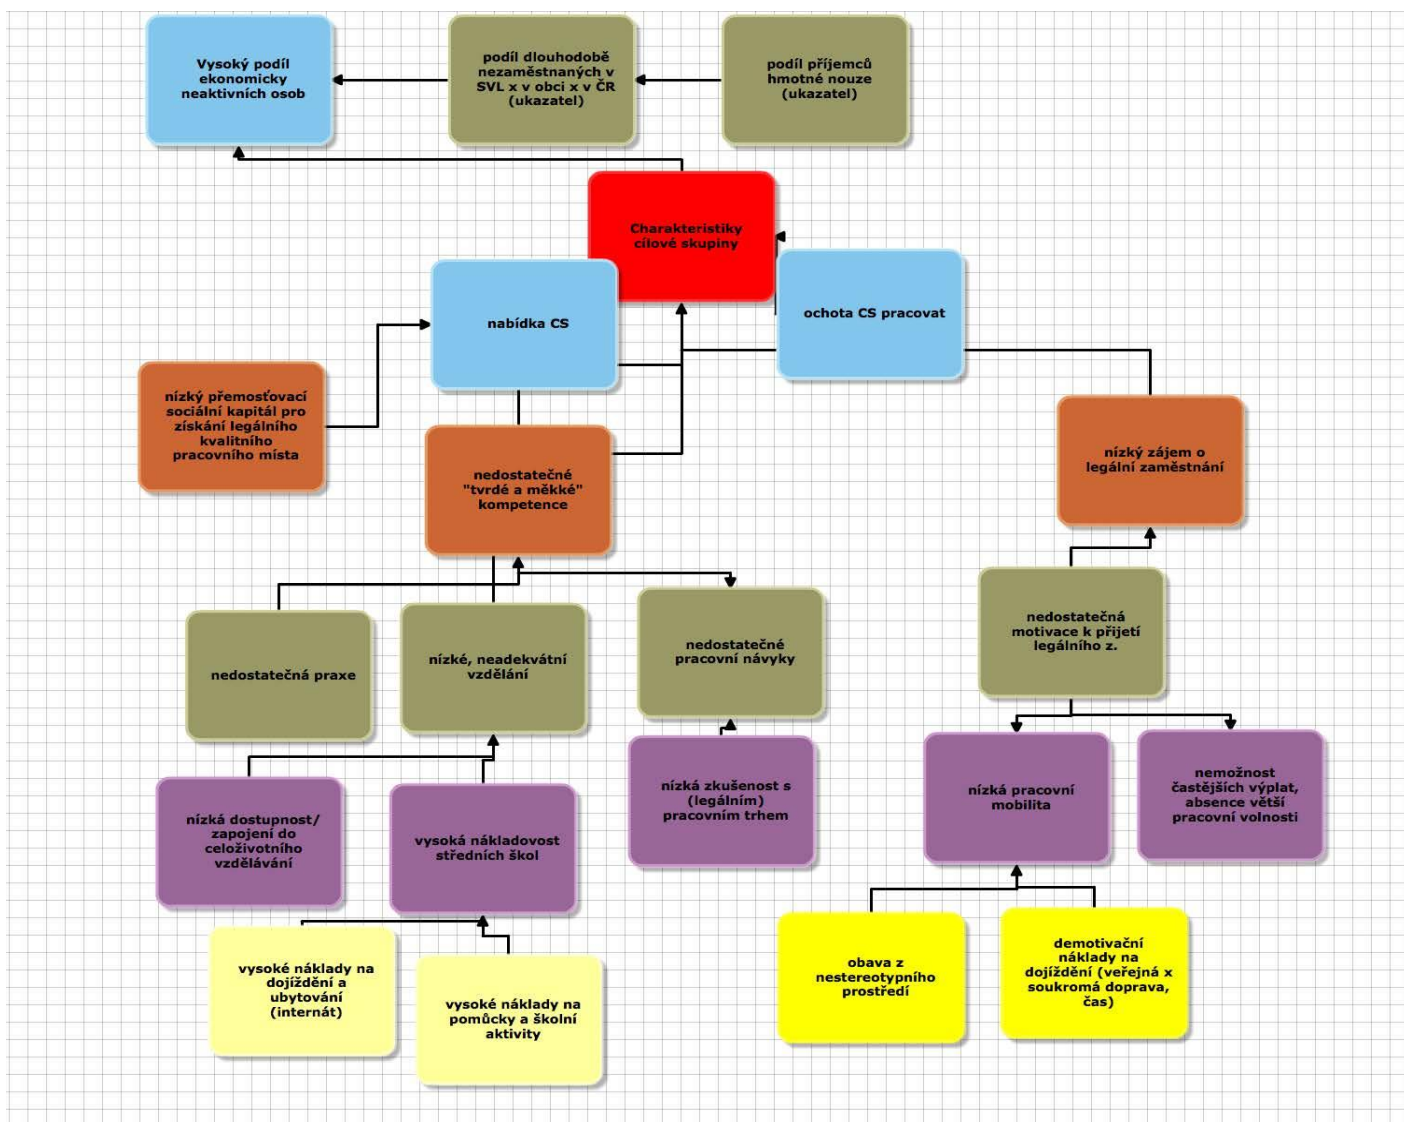 Vysoký podíl
ekonomicky
neaktivních osob
podíl dlouhodobě
nezaměstnaných v
SVL x v obci x v ČR
(ukazatel)
podíl příjemců
hmotné nouze
(ukazatel)
Charakteristiky
cílové skupiny
nabídka CS
ochota CS pracovat
nízký přemosťovací
sociální kapitál pro
získání legálního
kvalitního
pracovního místa
nedostatečné
"tvrdé a měkké"
kompetence
nízký zájem o
legální zaměstnání
nedostatečná praxe
nízké, neadekvátní
vzdělání
nedostatečné
pracovní návyky
nedostatečná
motivace k přijetí
legálního z.
nízká dostupnost/
zapojení do
celoživotního
vzdělávání
vysoká nákladovost
středních škol
nízká zkušenost s
(legálním)
pracovním trhem
nízká pracovní
mobilita
nemožnost
častějších výplat,
absence větší
pracovní volnosti
vysoké náklady na
dojíždění a
ubytování
(internát)
vysoké náklady na
pomůcky a školní
aktivity
obava z
nestereotypního
prostředí
demotivační
náklady na
dojíždění (veřejná x
soukromá doprava,
čas)